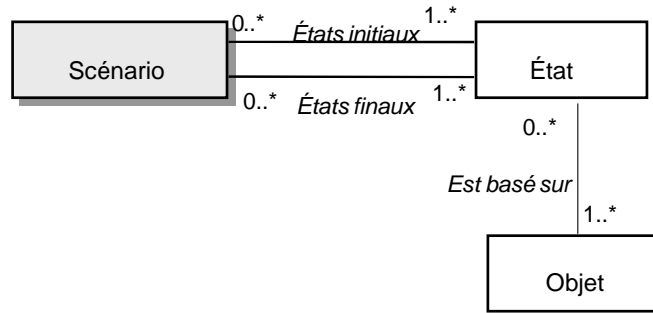 0..*
États initiaux
1..*
Scénario
État
0..*
États finaux
1..*
0..*
Est basé sur
1..*
Objet